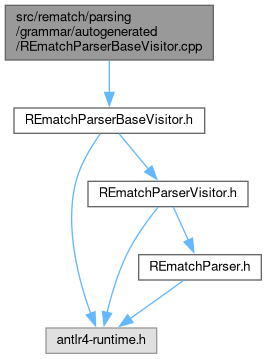 src/rematch/parsing
/grammar/autogenerated
/REmatchParserBaseVisitor.cpp
REmatchParserBaseVisitor.h
REmatchParserVisitor.h
REmatchParser.h
antlr4-runtime.h